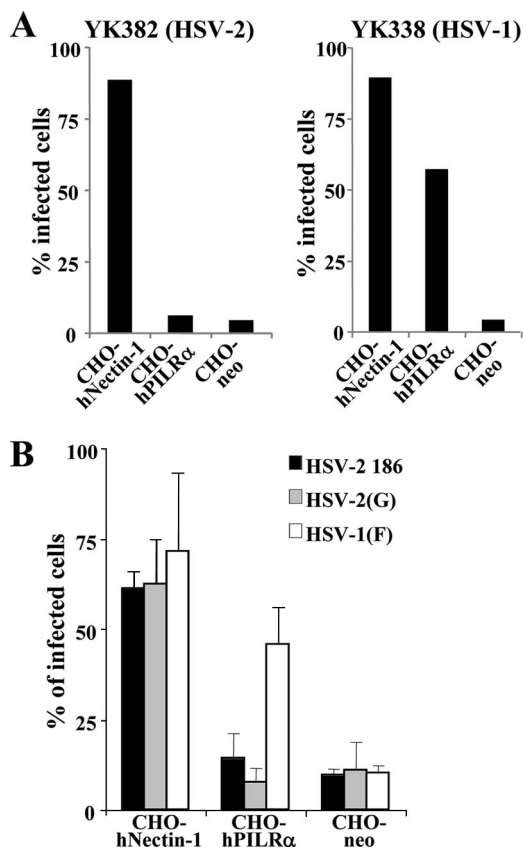 A
YK382 (HSV-2)
YK338 (HSV-1)
% infected cells
100
75
50
25
0
CHO-
hNectin-1
CHO-
hPILRα
CHO-
neo
% infected cells
100
75
50
25
0
CHO-
hNectin-1
CHO-
hPILRα
CHO-
neo
B
% of infected cells
100
75
50
25
0
HSV-2 186
HSV-2(G)
HSV-1(F)
CHO-
hNectin-1
CHO-
hPILRα
CHO-
neo